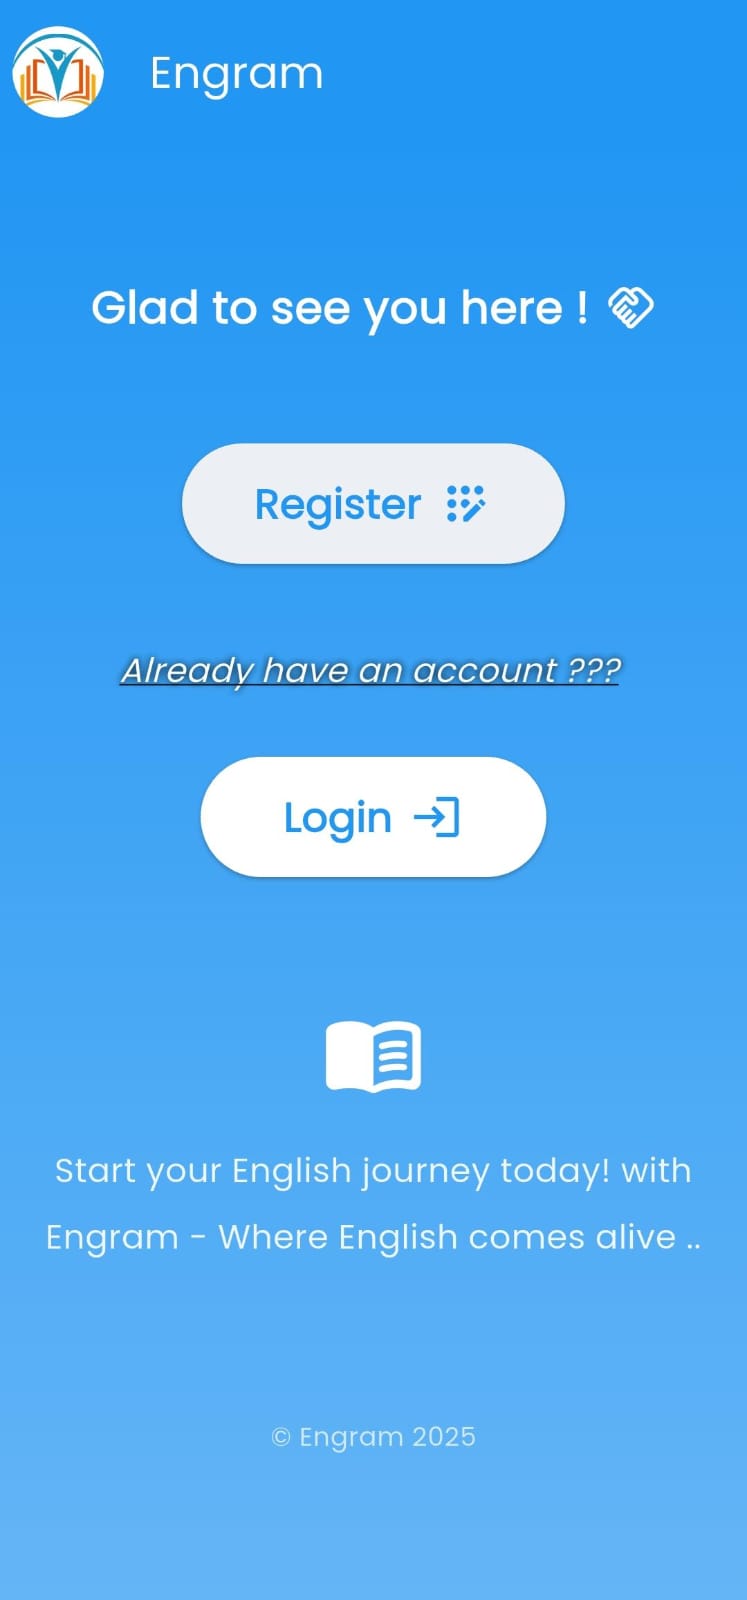 Engram
Glad to see you here !
Register
Already have an account ???
Login
Start your English journey today! with
Engram - Where English comes alive ..
© Engram 2025